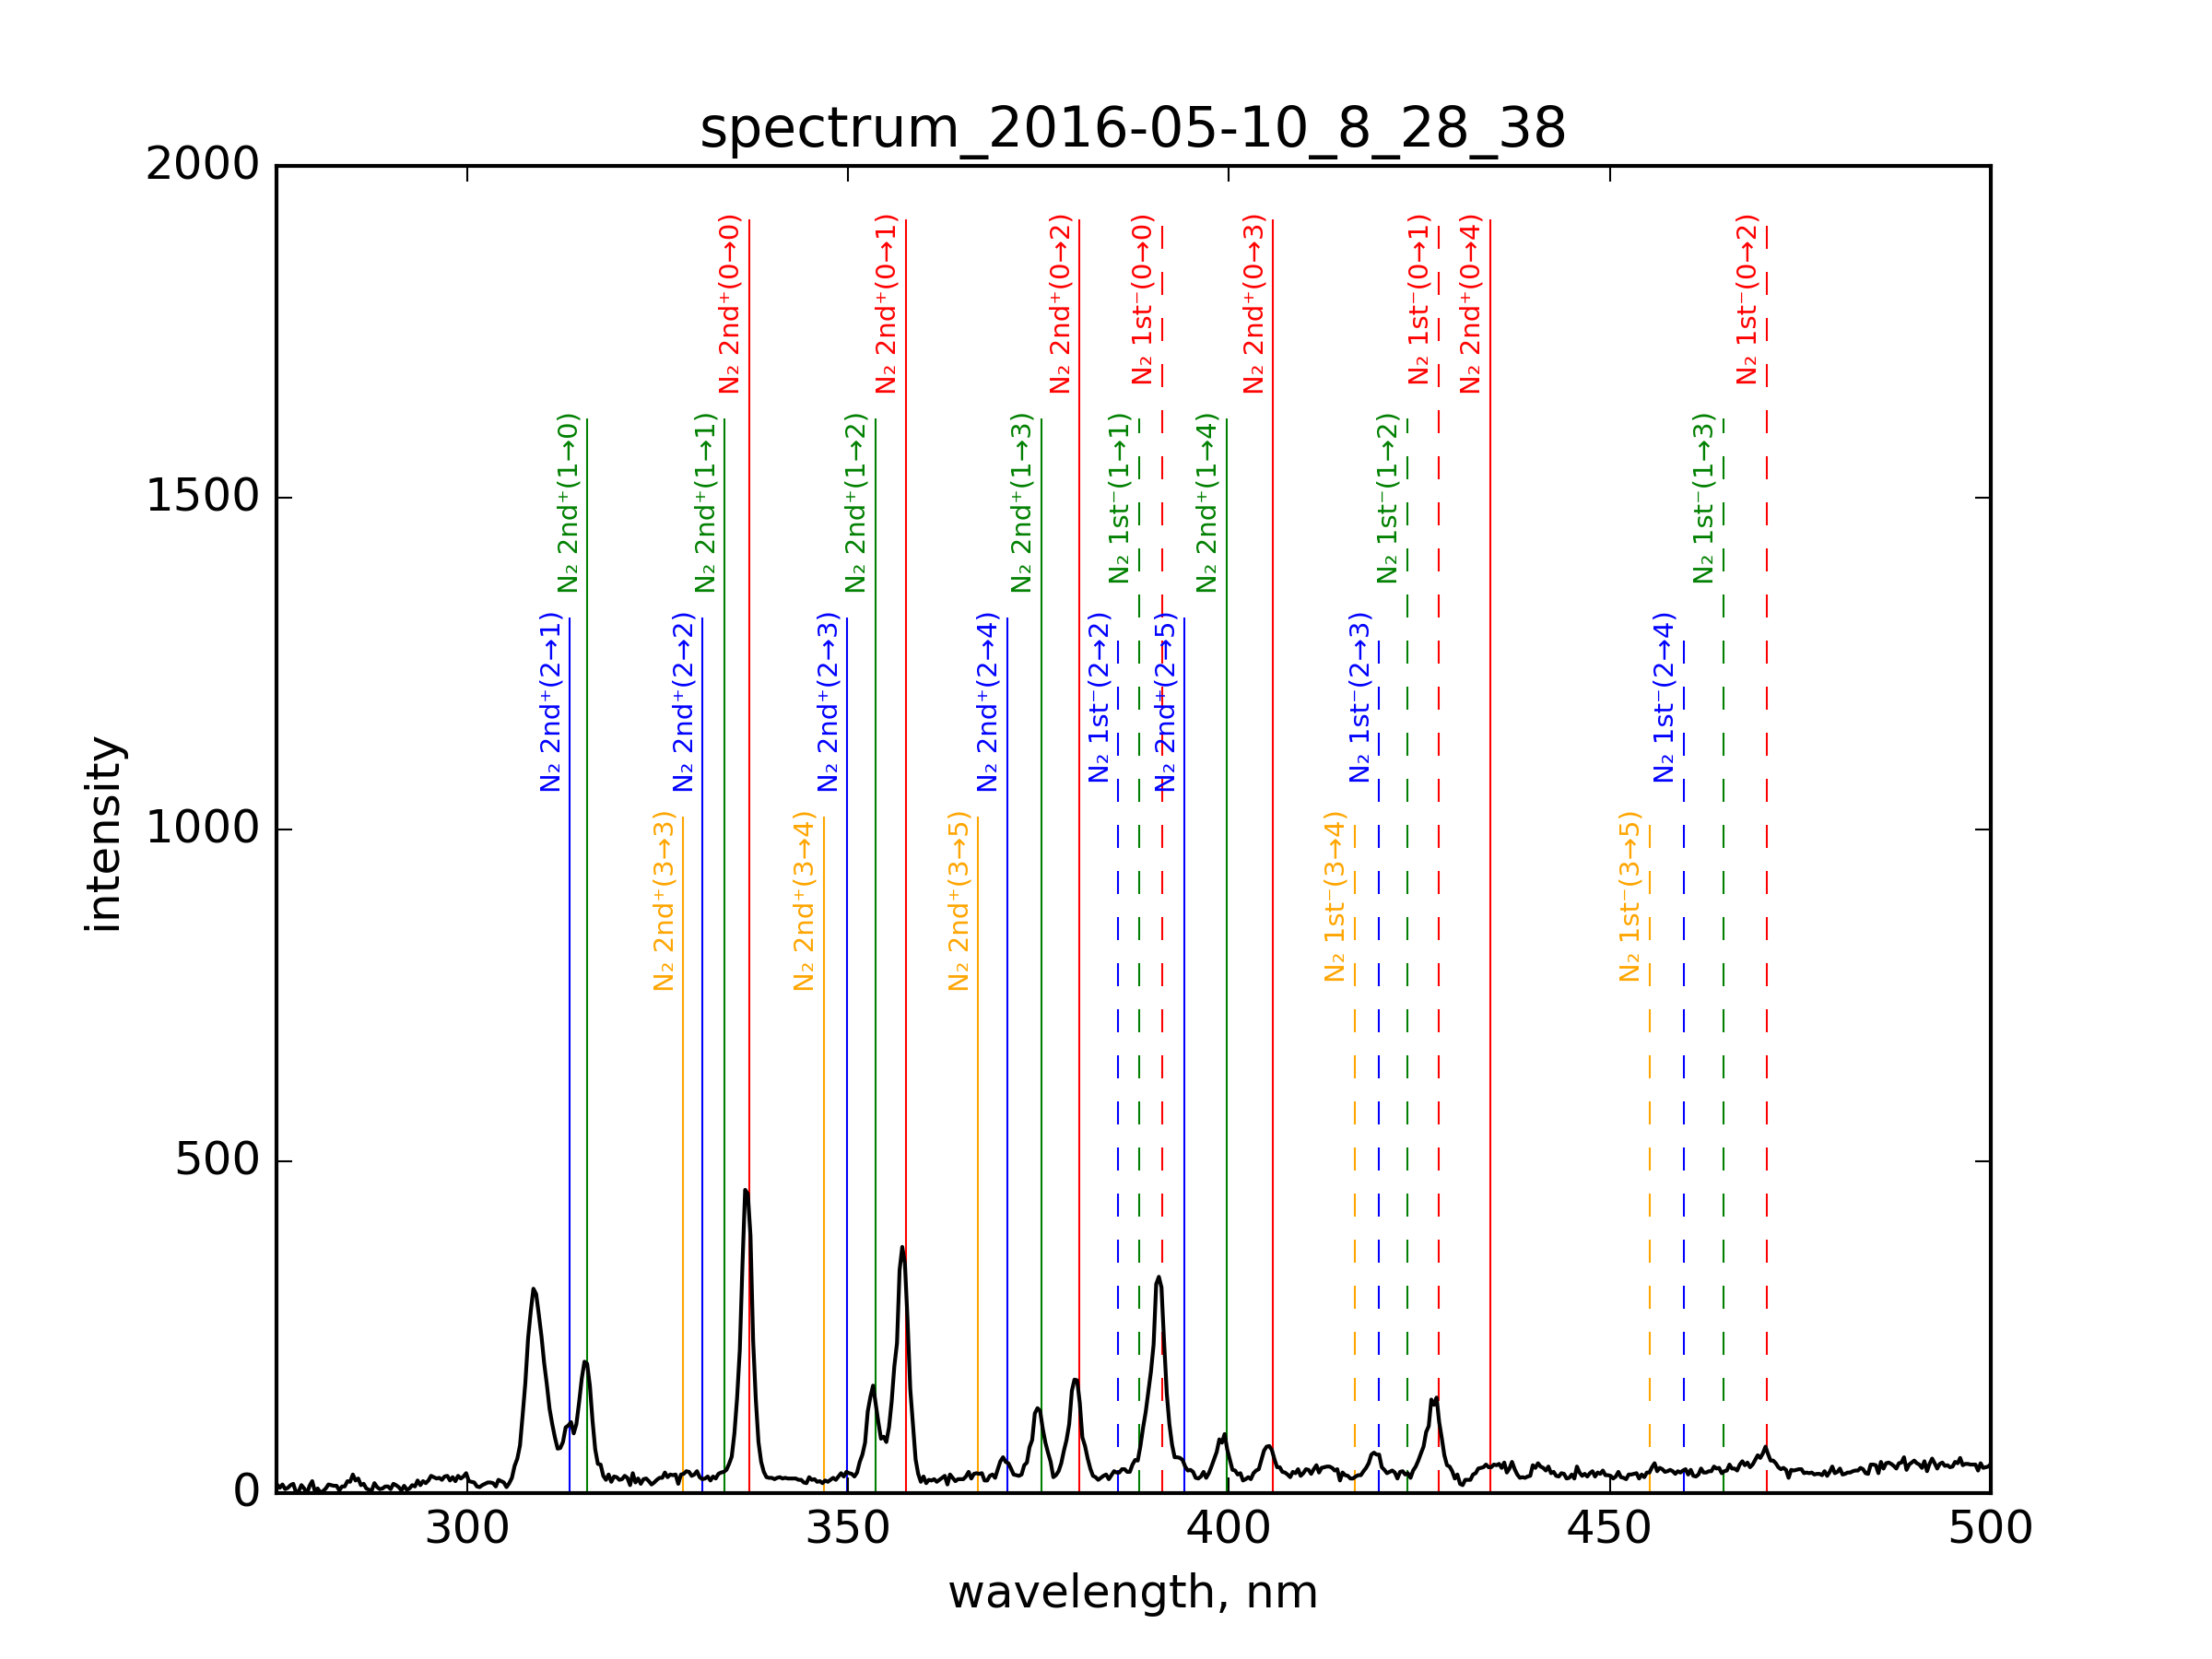 spectrum_2016-05-10_8_28_38
2000
1500
1000
500
0
intensity
N₂ 2nd⁺(0→0)
N₂ 2nd⁺(0→1)
N₂ 2nd⁺(0→2)
N₂ 1st⁻(0→0)
N₂ 2nd⁺(0→3)
N₂ 1st⁻(0→1)
N₂ 2nd⁺(0→4)
N₂ 1st⁻(0→2)
N₂ 2nd⁺(1→0)
N₂ 2nd⁺(1→1)
N₂ 2nd⁺(1→2)
N₂ 2nd⁺(1→3)
N₂ 1st⁻(1→1)
N₂ 2nd⁺(1→4)
N₂ 1st⁻(1→2)
N₂ 1st⁻(1→3)
N₂ 2nd⁺(2→1)
N₂ 2nd⁺(2→2)
N₂ 2nd⁺(2→3)
N₂ 2nd⁺(2→4)
N₂ 1st⁻(2→2)
N₂ 2nd⁺(2→5)
N₂ 1st⁻(2→3)
N₂ 1st⁻(2→4)
N₂ 2nd⁺(3→3)
N₂ 2nd⁺(3→4)
N₂ 2nd⁺(3→5)
N₂ 1st⁻(3→4)
N₂ 1st⁻(3→5)
300 350 400 450 500
wavelength, nm